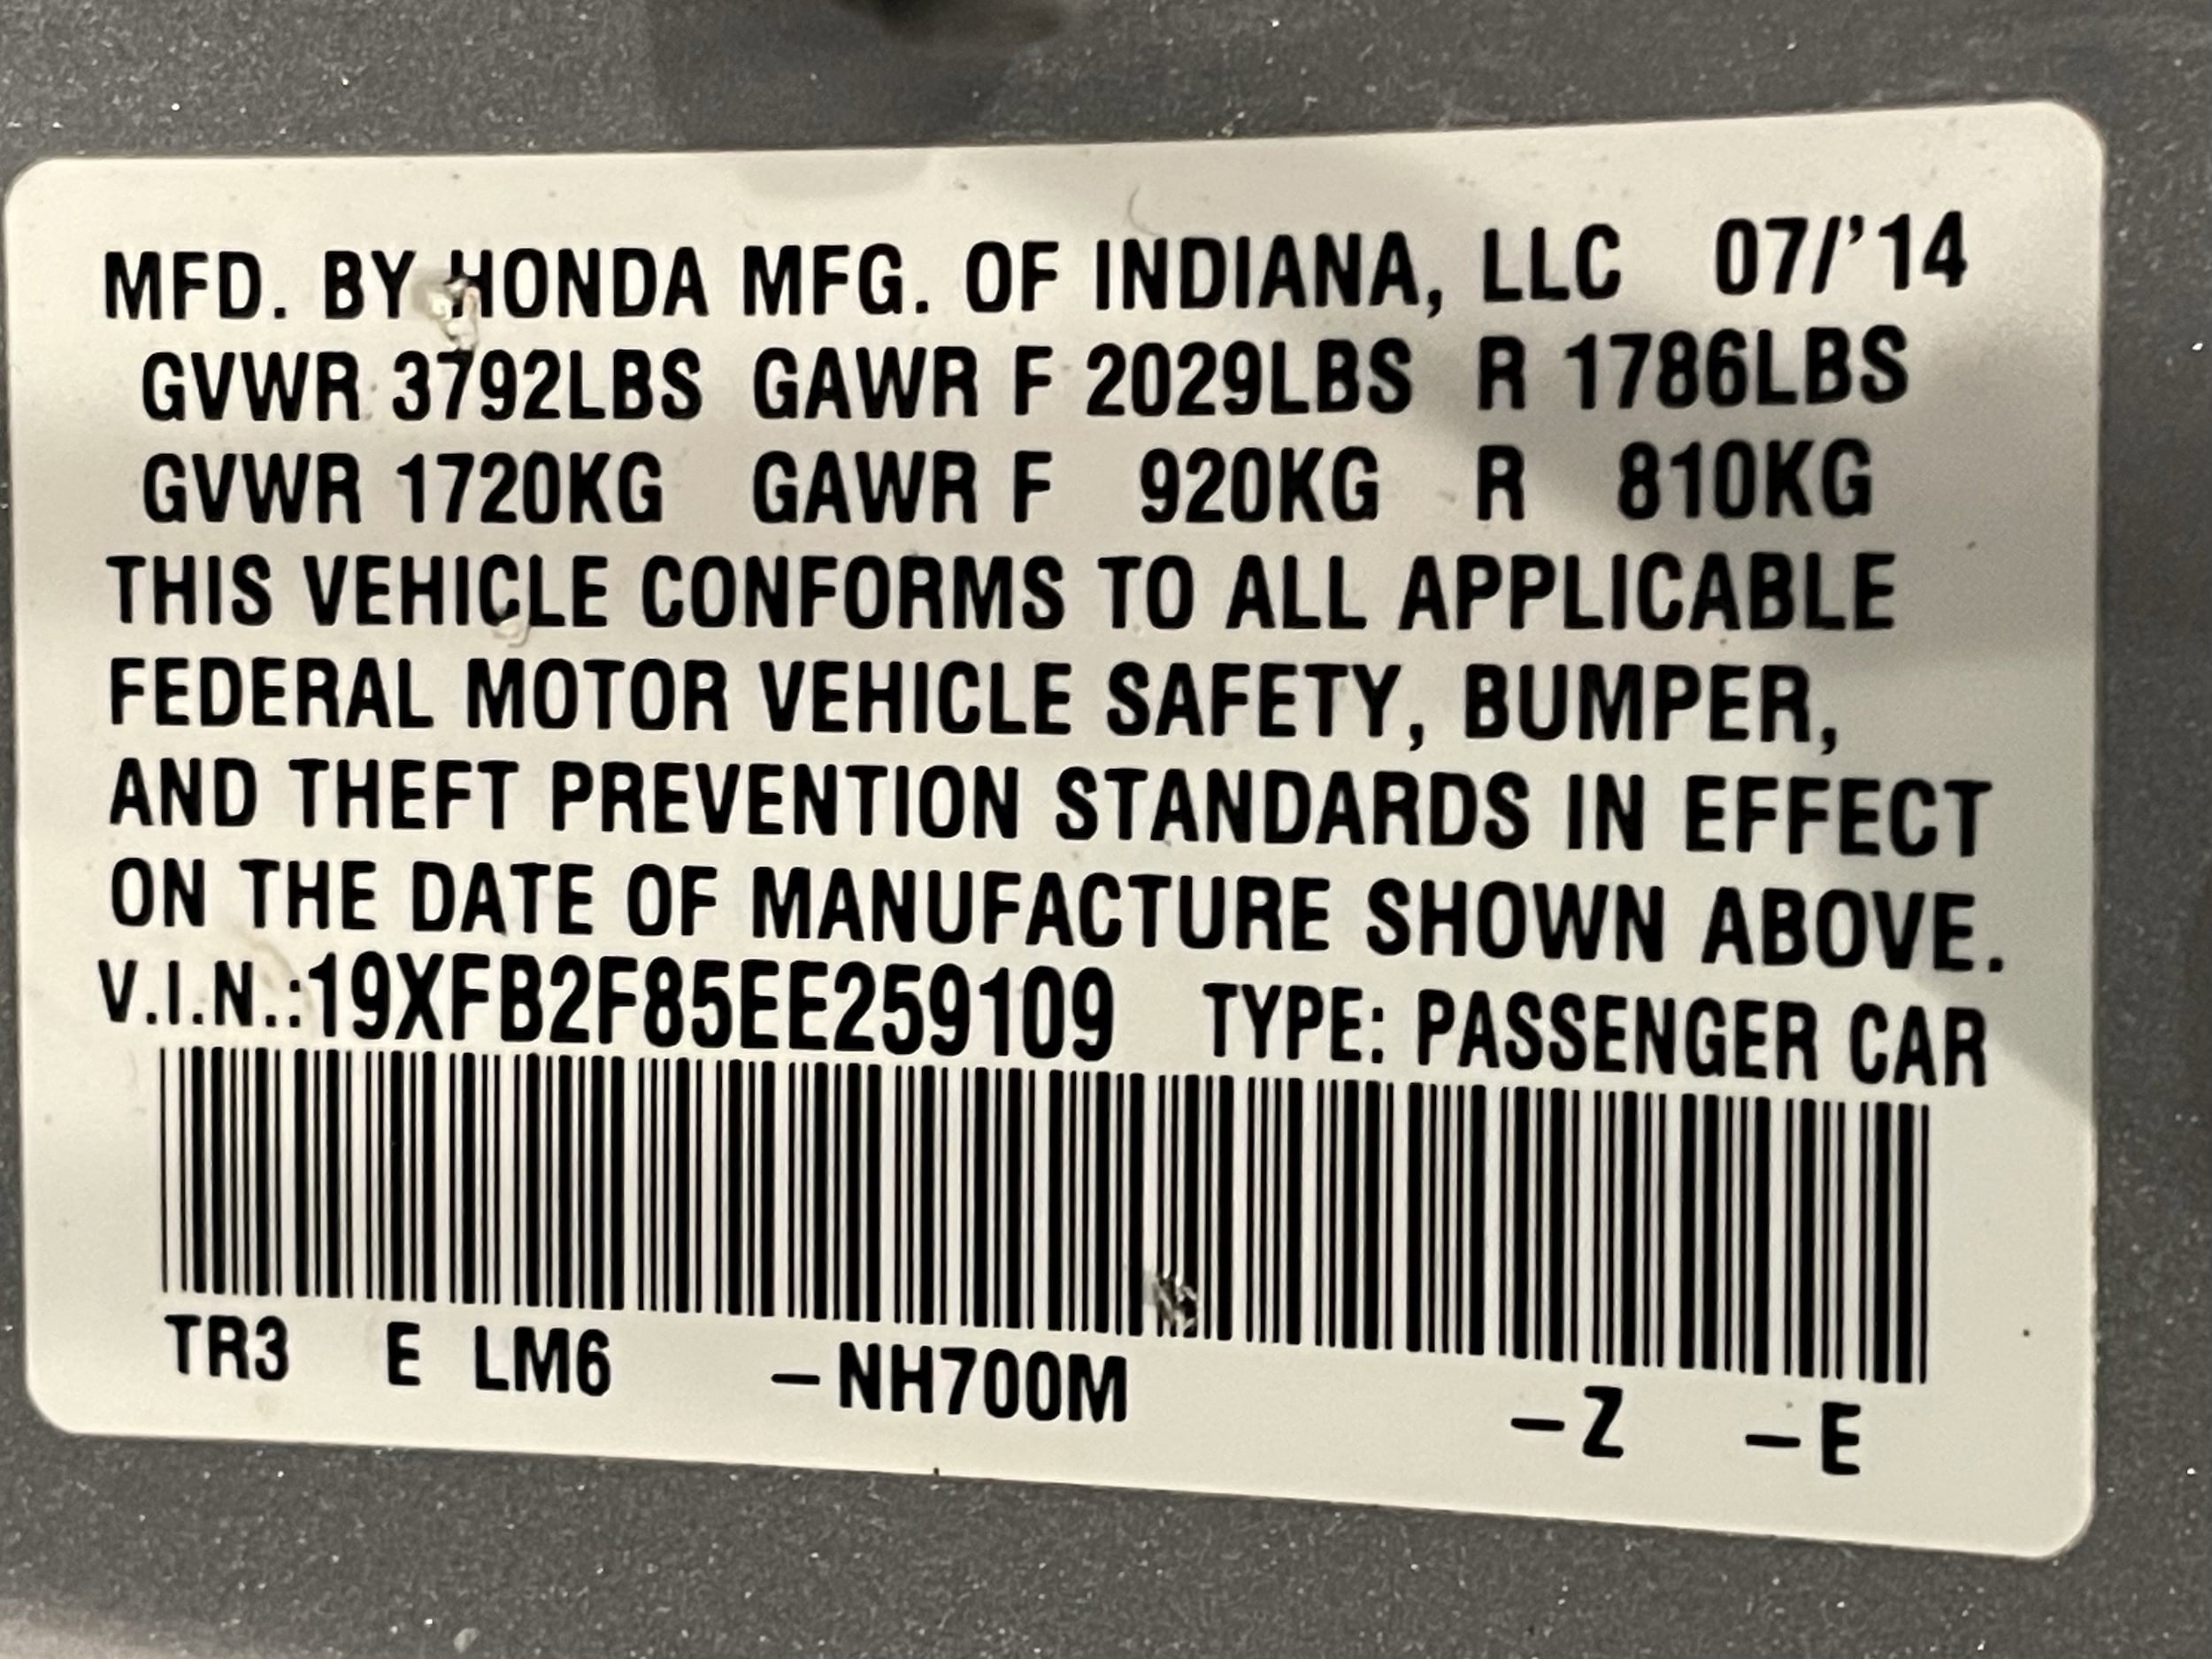 MFD. BY HONDA MFG. OF INDIANA, LLC 07/'14
GVWR 3792LBS GAWR F 2029LBS R 1786LBS
GVWR 1720KG GAWR F 920KG R 810KG
THIS VEHICLE CONFORMS TO ALL APPLICABLE
FEDERAL MOTOR VEHICLE SAFETY, BUMPER,
AND THEFT PREVENTION STANDARDS IN EFFECT
ON THE DATE OF MANUFACTURE SHOWN ABOVE.
V.I.N.:19XFB2F85EE259109 TYPE: PASSENGER CAR
TR3 E LM6 –NH700M –Z –E